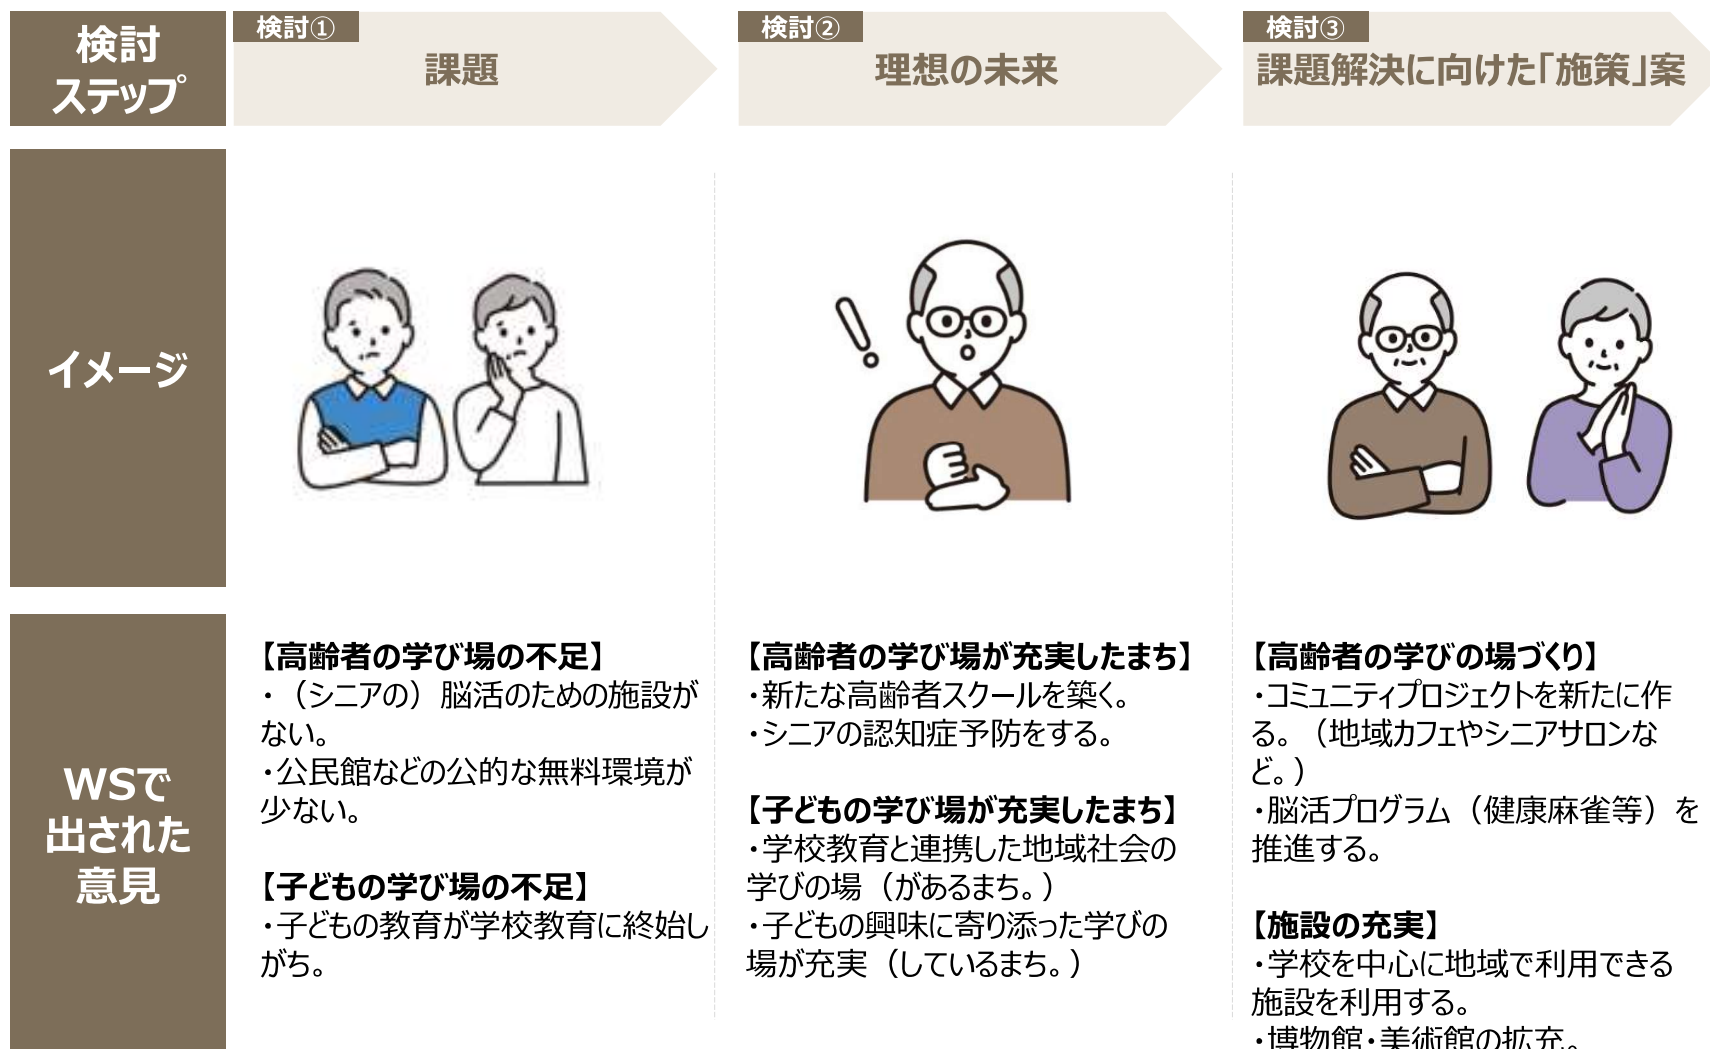 検討
ステップ
検討①
課題
検討②
理想の未来
検討③
課題解決に向けた「施策」案
イメージ
WSで
出された
意見
【高齢者の学び場の不足】
・（シニアの）脳活のための施設が
ない。
・公民館などの公的な無料環境が
少ない。
【子どもの学び場の不足】
・子どもの教育が学校教育に終始し
がち。
【高齢者の学び場が充実したまち】
・新たな高齢者スクールを築く。
・シニアの認知症予防をする。
【子どもの学び場が充実したまち】
・学校教育と連携した地域社会の
学びの場（があるまち。）
・子どもの興味に寄り添った学びの
場が充実（しているまち。）
【高齢者の学びの場づくり】
・コミュニティプロジェクトを新たに作
る。（地域カフェやシニアサロンな
ど。）
・脳活プログラム（健康麻雀等）を
推進する。
【施設の充実】
・学校を中心に地域で利用できる
施設を利用する。
・博物館・美術館の拡充。